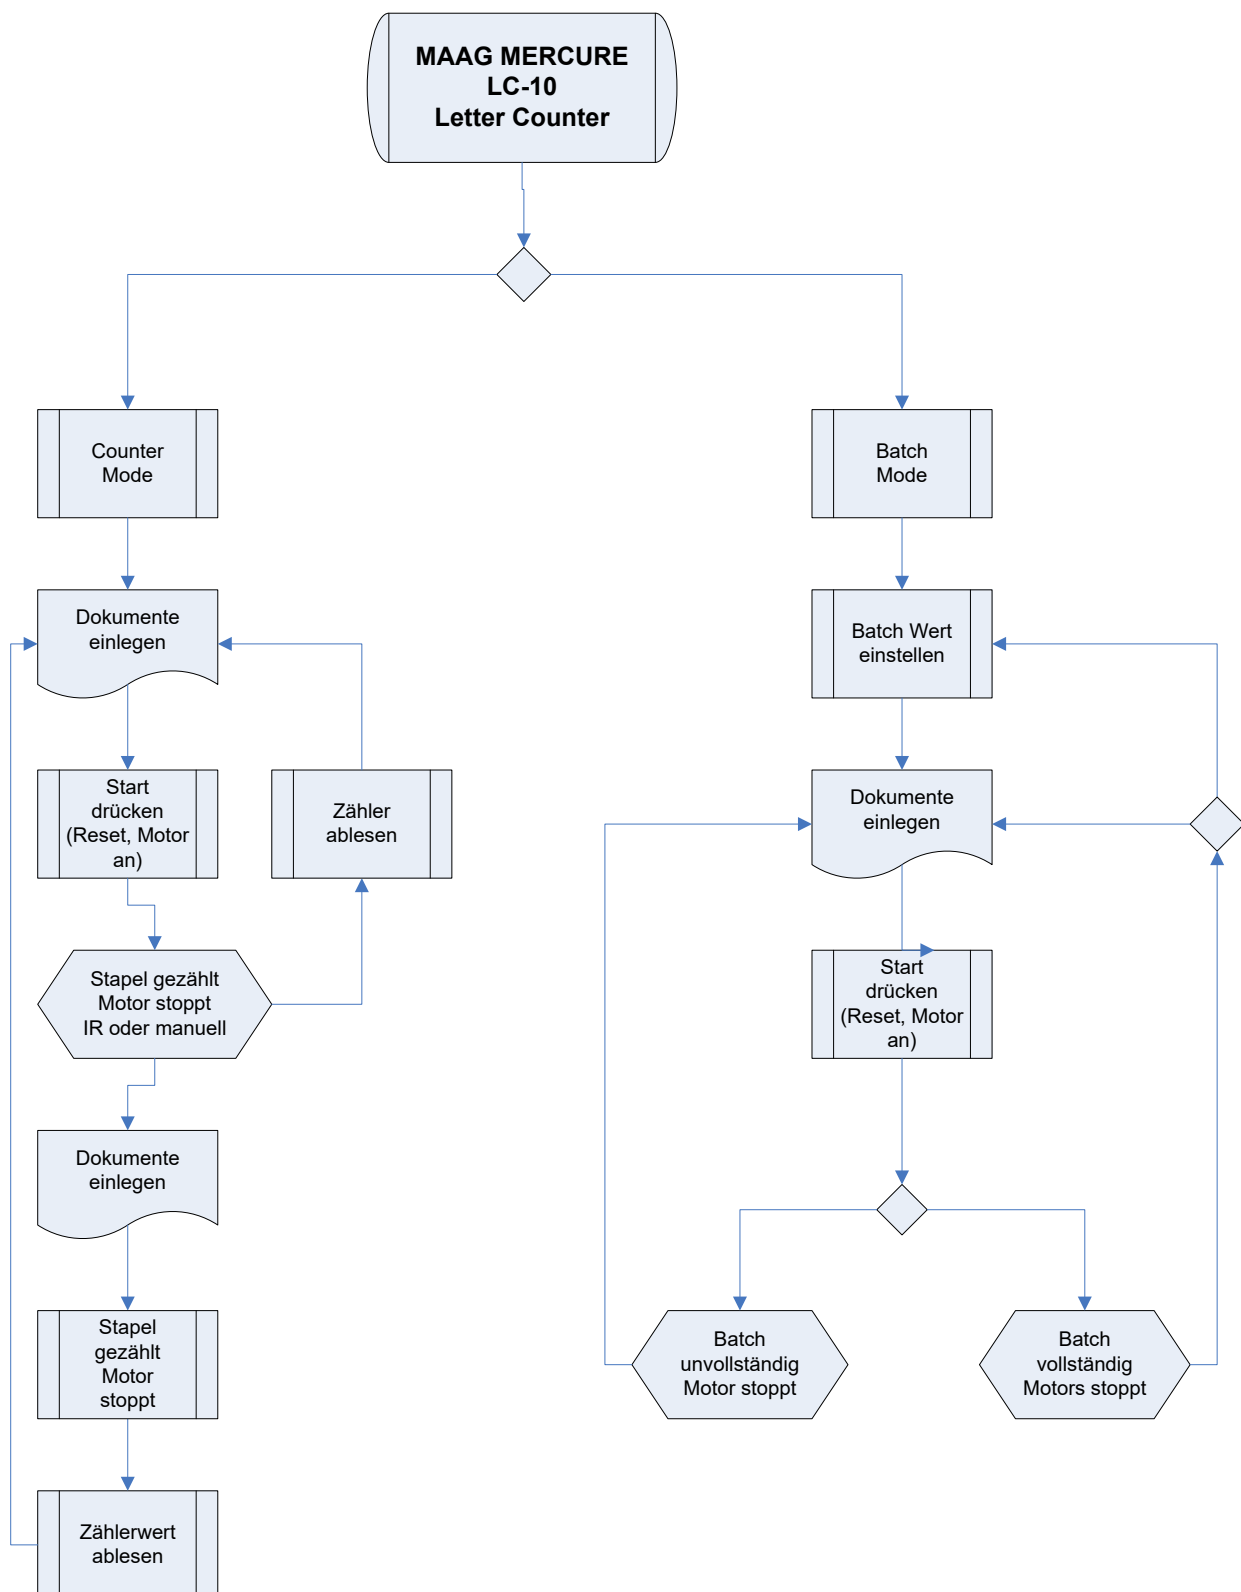 MAAG MERCURE
LC-10
Letter Counter
Counter
Mode
Batch
Mode
Dokumente
einlegen
Batch Wert
einstellen
Start
drücken
(Reset, Motor
an)
Zähler
ablesen
Dokumente
einlegen
Stapel gezählt
Motor stoppt
IR oder manuell
Start
drücken
(Reset, Motor
an)
Dokumente
einlegen
Stapel
gezählt
Motor
stoppt
Batch
unvollständig
Motor stoppt
Batch
vollständig
Motors stoppt
Zählerwert
ablesen